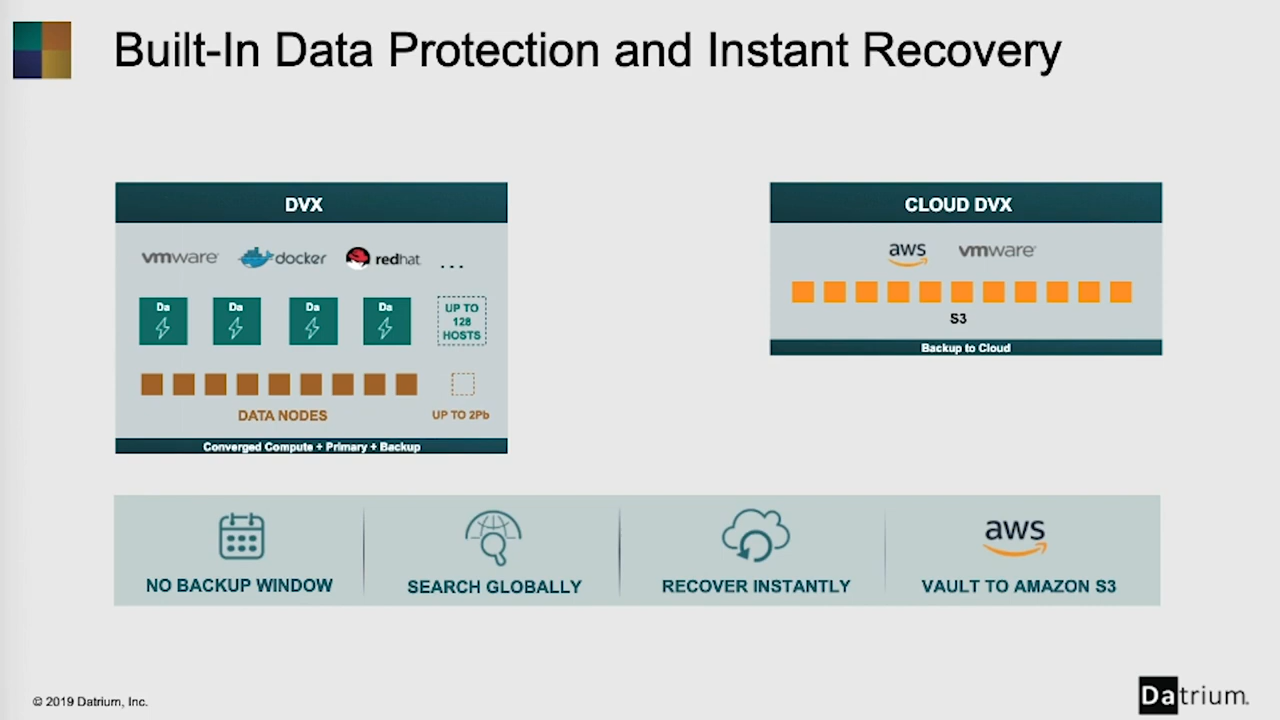 Built-In Data Protection and Instant Recovery
DVX
vmware docker redhat ...
Da Da Da Da
UP TO
128
HOSTS
DATA NODES
UP TO 2Pb
Converged Compute + Primary + Backup
CLOUD DVX
aws vmware
S3
Backup to Cloud
NO BACKUP WINDOW
SEARCH GLOBALLY
RECOVER INSTANTLY
aws
VAULT TO AMAZON S3
© 2019 Datrium, Inc.
Datrium.